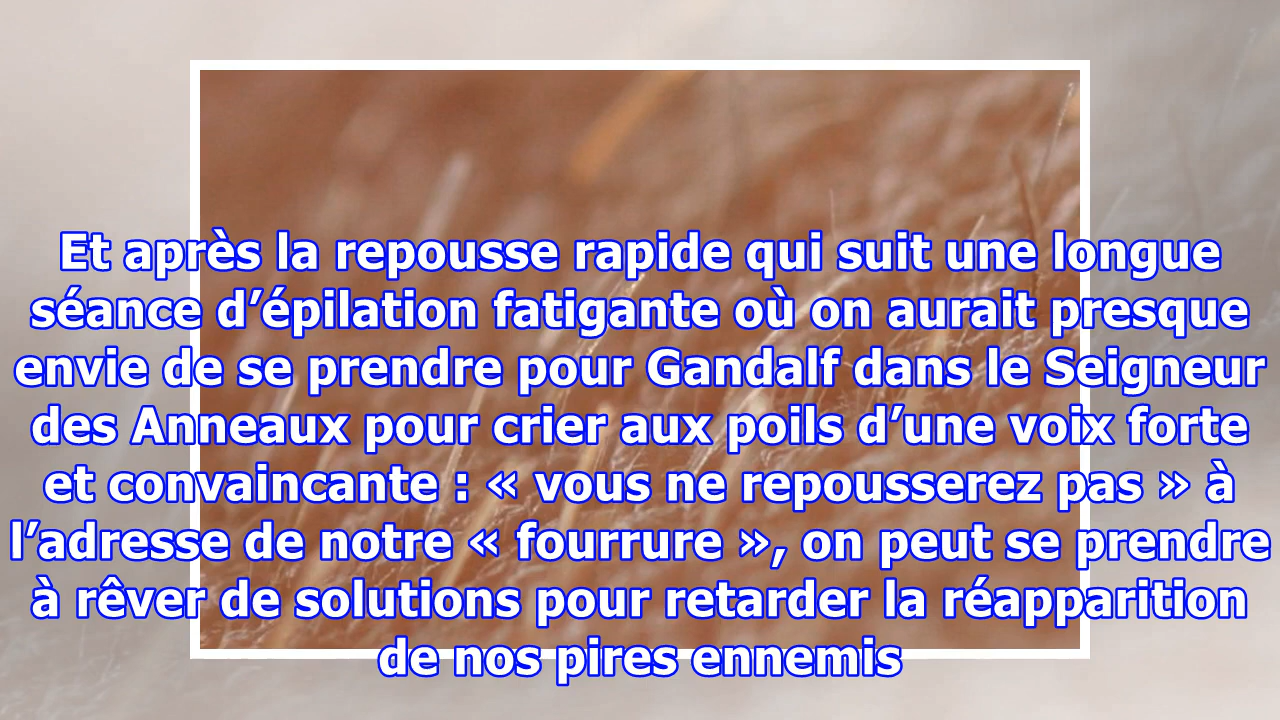 Et après la repousse rapide qui suit une longue
séance d’épilation fatigante où on aurait presque
envie de se prendre pour Gandalf dans le Seigneur
des Anneaux pour crier aux poils d’une voix forte
et convaincante : « vous ne repousserez pas » à
l’adresse de notre « fourrure », on peut se prendre
à rêver de solutions pour retarder la réapparition
de nos pires ennemis